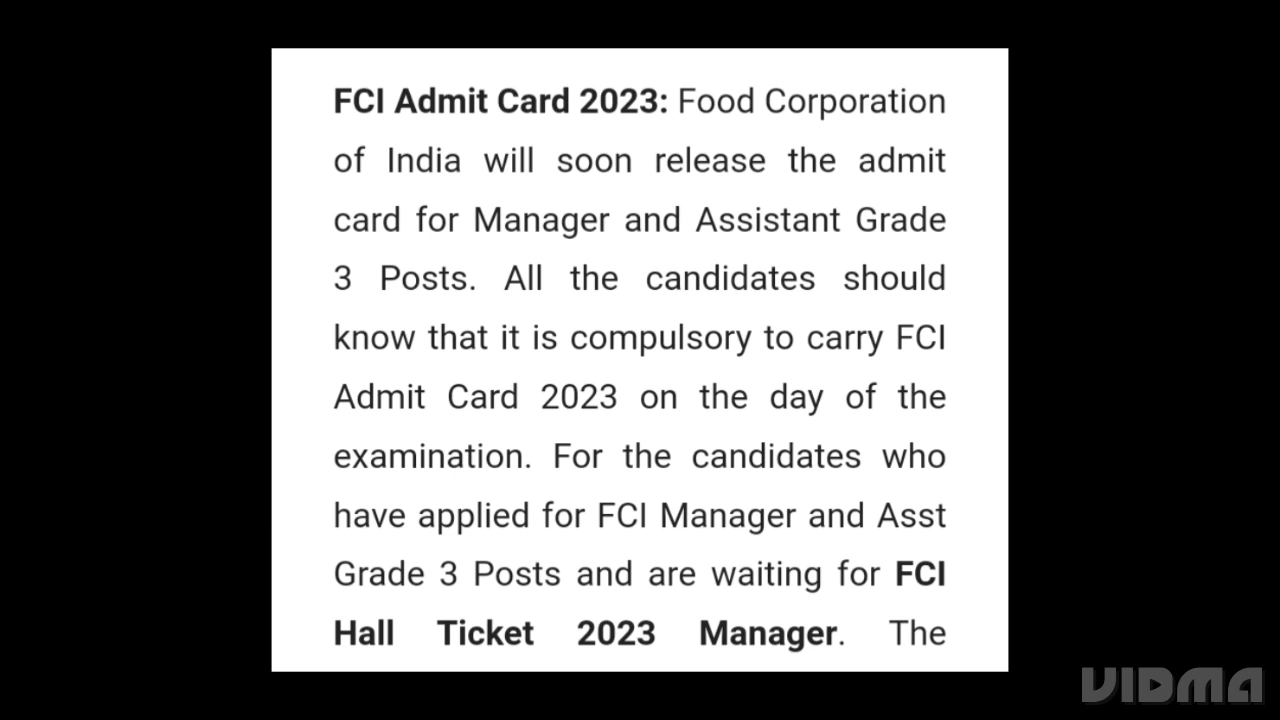 FCI Admit Card 2023: Food Corporation
of India will soon release the admit
card for Manager and Assistant Grade
3 Posts. All the candidates should
know that it is compulsory to carry FCI
Admit Card 2023 on the day of the
examination. For the candidates who
have applied for FCI Manager and Asst
Grade 3 Posts and are waiting for FCI
Hall Ticket 2023 Manager. The
VIDMA